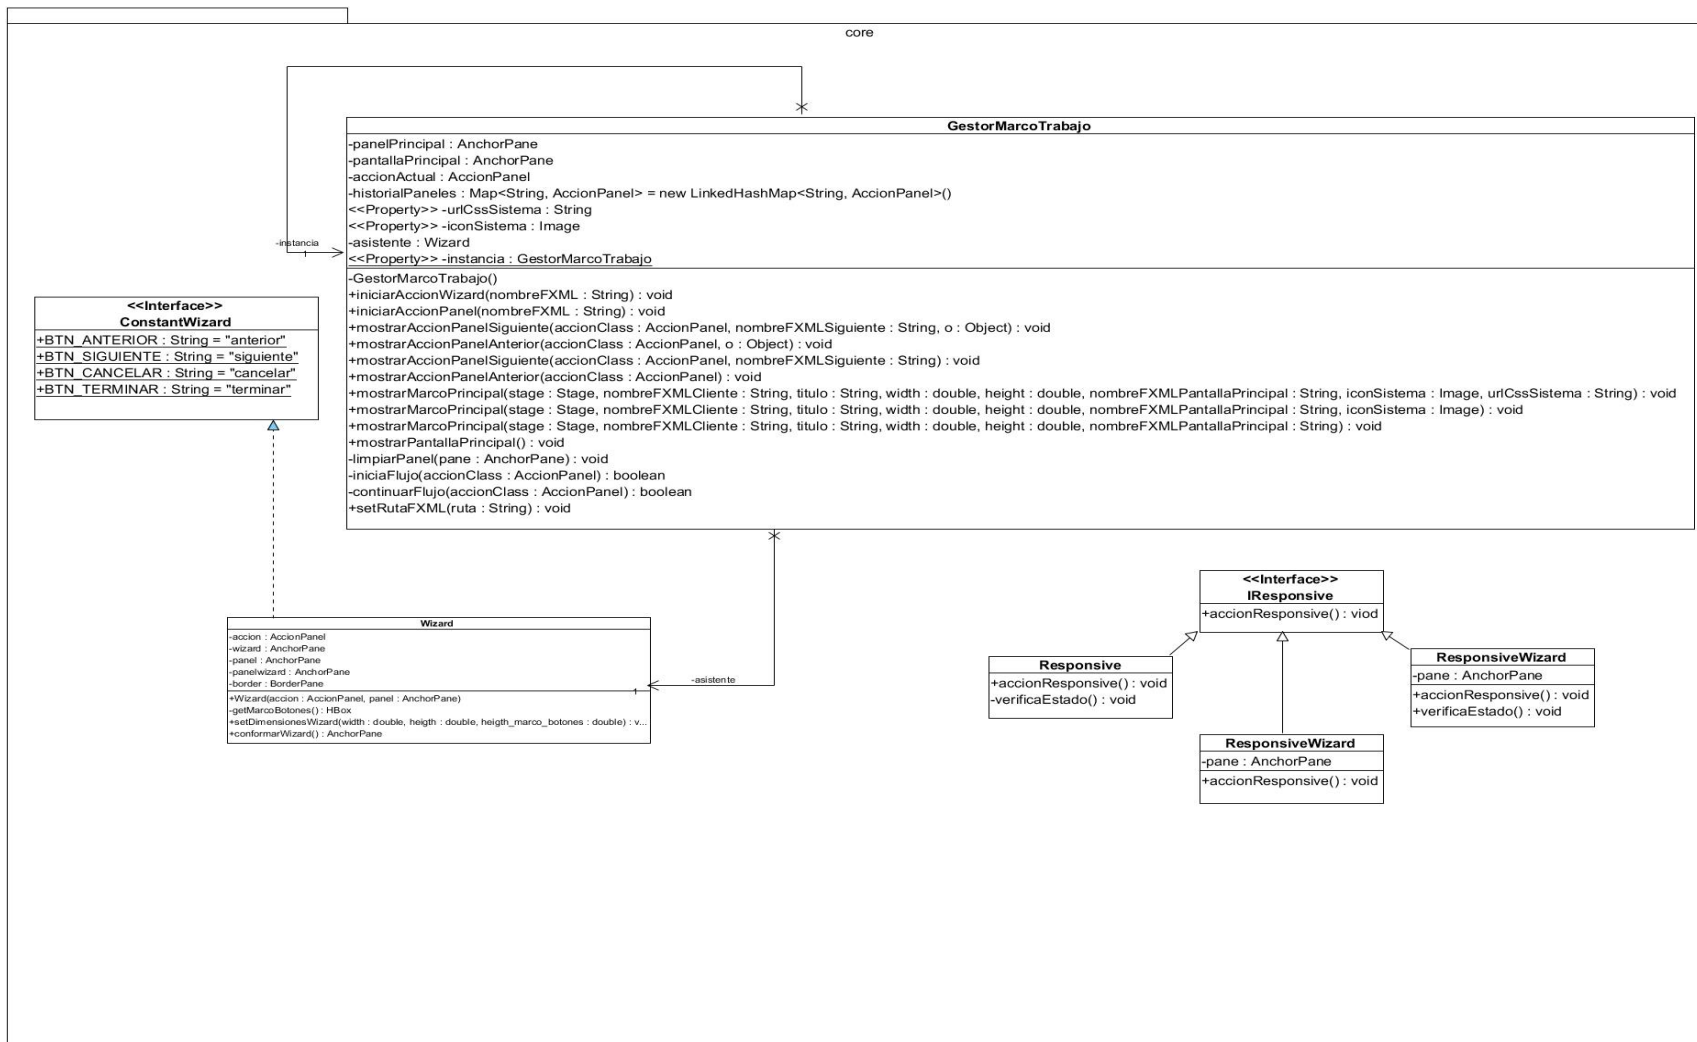 core
GestorMarcoTrabajo
-panelPrincipal : AnchorPane
-pantallaPrincipal : AnchorPane
-accionActual : AccionPanel
-historialPaneles : Map<String, AccionPanel> = new LinkedHashMap<String, AccionPanel>()
<<Property>> -urlCssSistema : String
<<Property>> -iconSistema : Image
-asistente : Wizard
<<Property>> -instancia : GestorMarcoTrabajo
-GestorMarcoTrabajo()
+iniciarAccionWizard(nombreFXML : String) : void
+iniciarAccionPanel(nombreFXML : String) : void
+mostrarAccionPanelSiguiente(accionClass : AccionPanel, nombreFXMLSiguiente : String, o : Object) : void
+mostrarAccionPanelAnterior(accionClass : AccionPanel, o : Object) : void
+mostrarAccionPanelSiguiente(accionClass : AccionPanel, nombreFXMLSiguiente : String) : void
+mostrarAccionPanelAnterior(accionClass : AccionPanel) : void
+mostrarMarcoPrincipal(stage : Stage, nombreFXMLCliente : String, titulo : String, width : double, height : double, nombreFXMLPantallaPrincipal : String, iconSistema : Image, urlCssSistema : String) : void
+mostrarMarcoPrincipal(stage : Stage, nombreFXMLCliente : String, titulo : String, width : double, height : double, nombreFXMLPantallaPrincipal : String, iconSistema : Image) : void
+mostrarMarcoPrincipal(stage : Stage, nombreFXMLCliente : String, titulo : String, width : double, height : double, nombreFXMLPantallaPrincipal : String) : void
+mostrarPantallaPrincipal() : void
-limpiarPanel(pane : AnchorPane) : void
-iniciaFlujo(accionClass : AccionPanel) : boolean
-continuarFlujo(accionClass : AccionPanel) : boolean
+setRutaFXML(ruta : String) : void
-instancia
1
<<Interface>>
ConstantWizard
+BTN_ANTERIOR : String = "anterior"
+BTN_SIGUIENTE : String = "siguiente"
+BTN_CANCELAR : String = "cancelar"
+BTN_TERMINAR : String = "terminar"
Wizard
-accion : AccionPanel
-wizard : AnchorPane
-panel : AnchorPane
-panelwizard : AnchorPane
-border : BorderPane
+Wizard(accion : AccionPanel, panel : AnchorPane)
-getMarcoBotones() : HBox
+setDimensionesWizard(width : double, heigth : double, heigth_marco_botones : double) : v...
+conformarWizard() : AnchorPane
1
-asistente
<<Interface>>
IResponsive
+accionResponsive() : viod
Responsive
+accionResponsive() : void
-verificaEstado() : void
ResponsiveWizard
-pane : AnchorPane
+accionResponsive() : void
+verificaEstado() : void
ResponsiveWizard
-pane : AnchorPane
+accionResponsive() : void